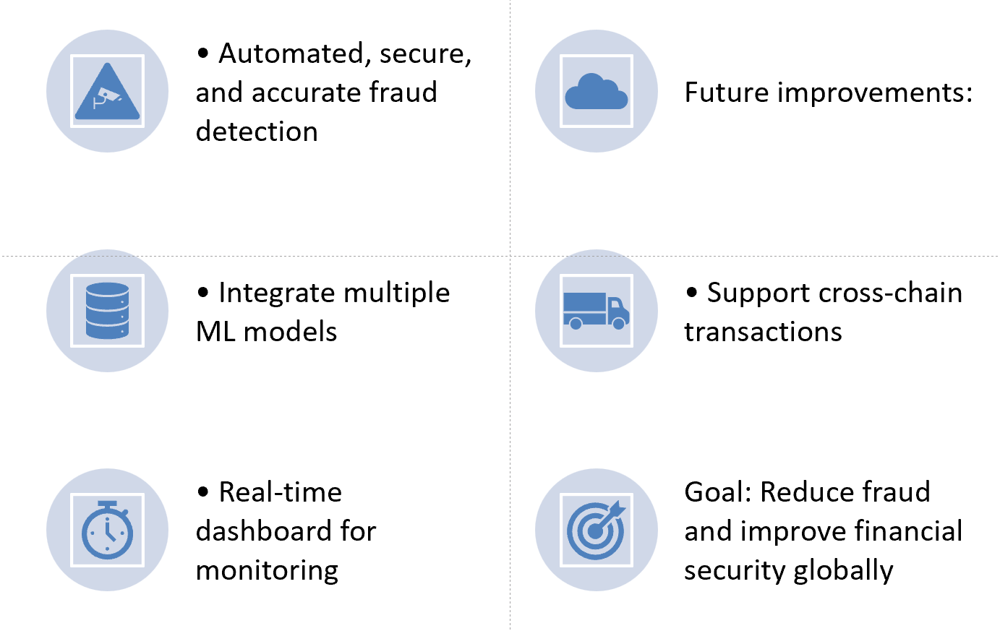 • Automated, secure,
and accurate fraud
detection
Future improvements:
• Integrate multiple
ML models
• Support cross-chain
transactions
• Real-time
dashboard for
monitoring
Goal: Reduce fraud
and improve financial
security globally